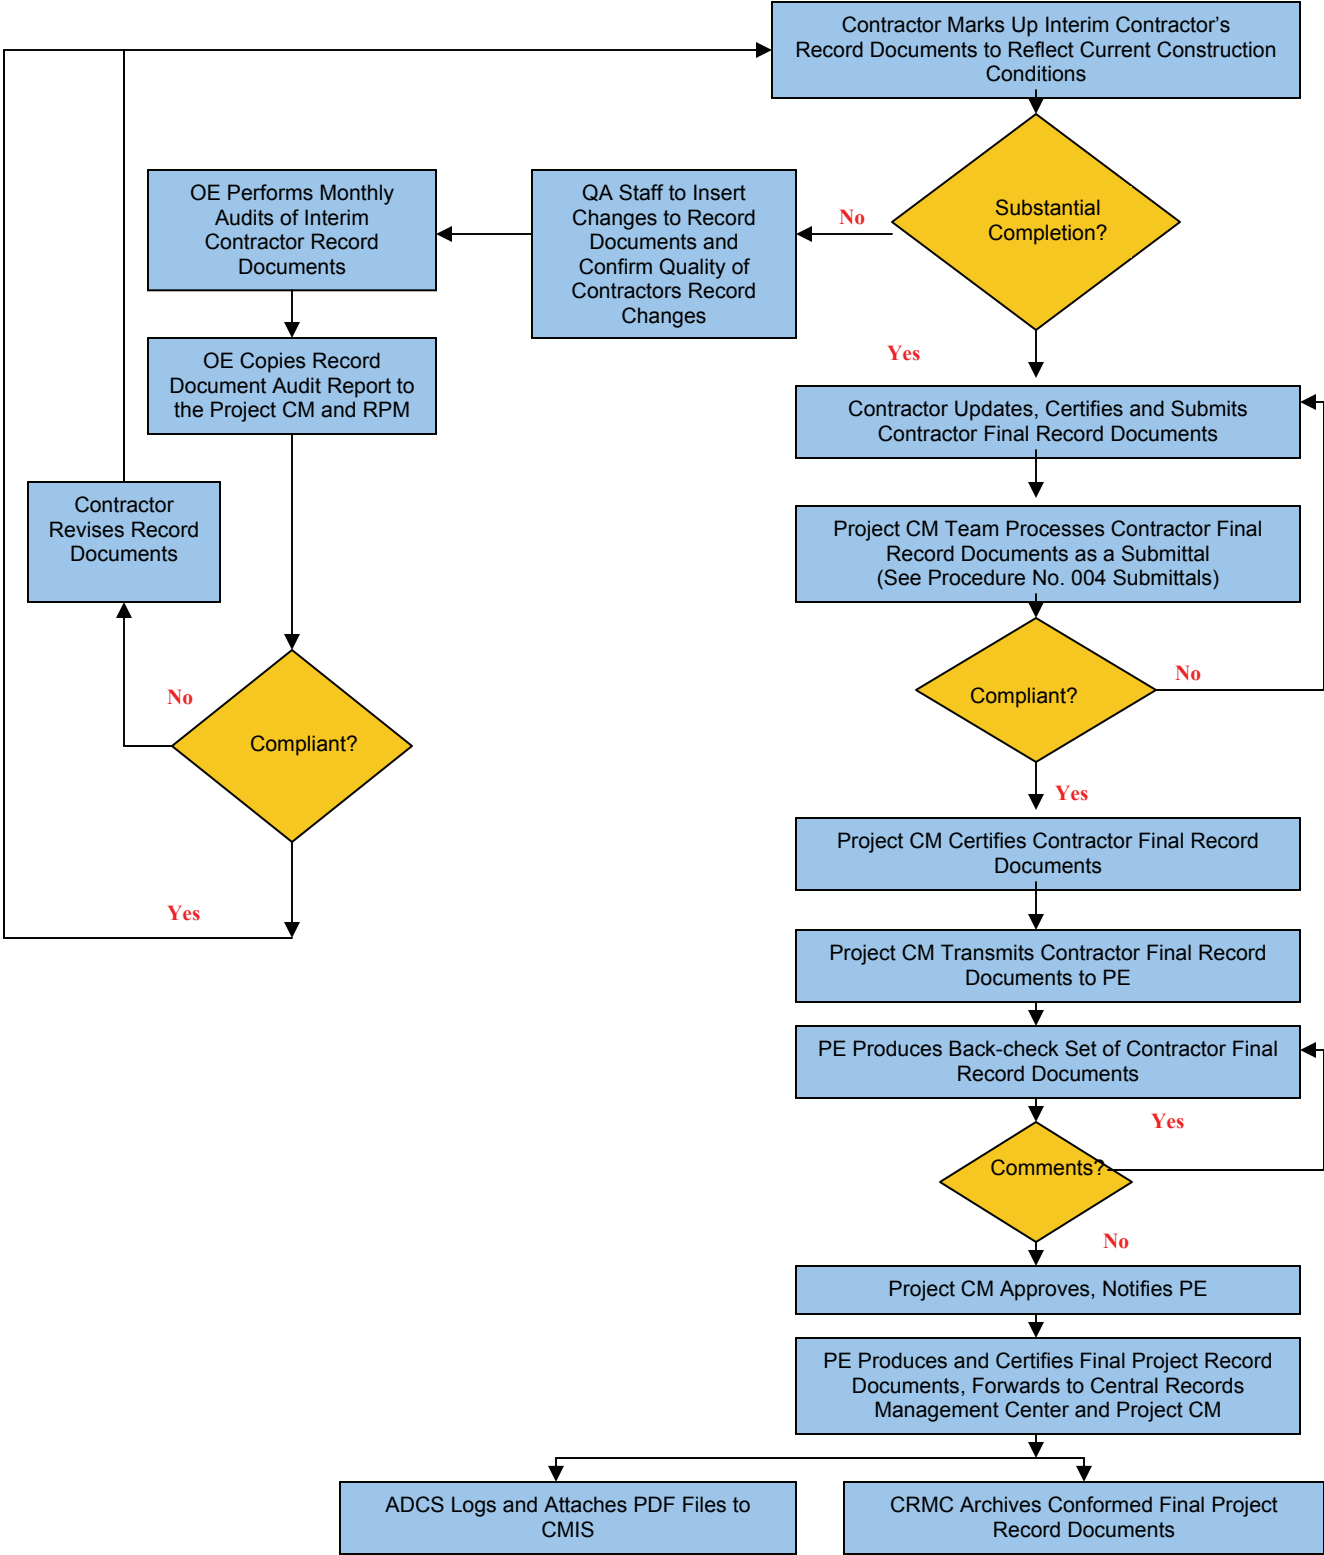 Contractor Marks Up Interim Contractor’s
Record Documents to Reflect Current Construction
Conditions
Substantial
Completion?
No
QA Staff to Insert
Changes to Record
Documents and
Confirm Quality of
Contractors Record
Changes
OE Performs Monthly
Audits of Interim
Contractor Record
Documents
OE Copies Record
Document Audit Report to
the Project CM and RPM
Contractor
Revises Record
Documents
No
Compliant?
Yes
Yes
Contractor Updates, Certifies and Submits
Contractor Final Record Documents
Project CM Team Processes Contractor Final
Record Documents as a Submittal
(See Procedure No. 004 Submittals)
Compliant?
No
Yes
Project CM Certifies Contractor Final Record
Documents
Project CM Transmits Contractor Final Record
Documents to PE
PE Produces Back-check Set of Contractor Final
Record Documents
Yes
Comments?
No
Project CM Approves, Notifies PE
PE Produces and Certifies Final Project Record
Documents, Forwards to Central Records
Management Center and Project CM
ADCS Logs and Attaches PDF Files to
CMIS
CRMC Archives Conformed Final Project
Record Documents